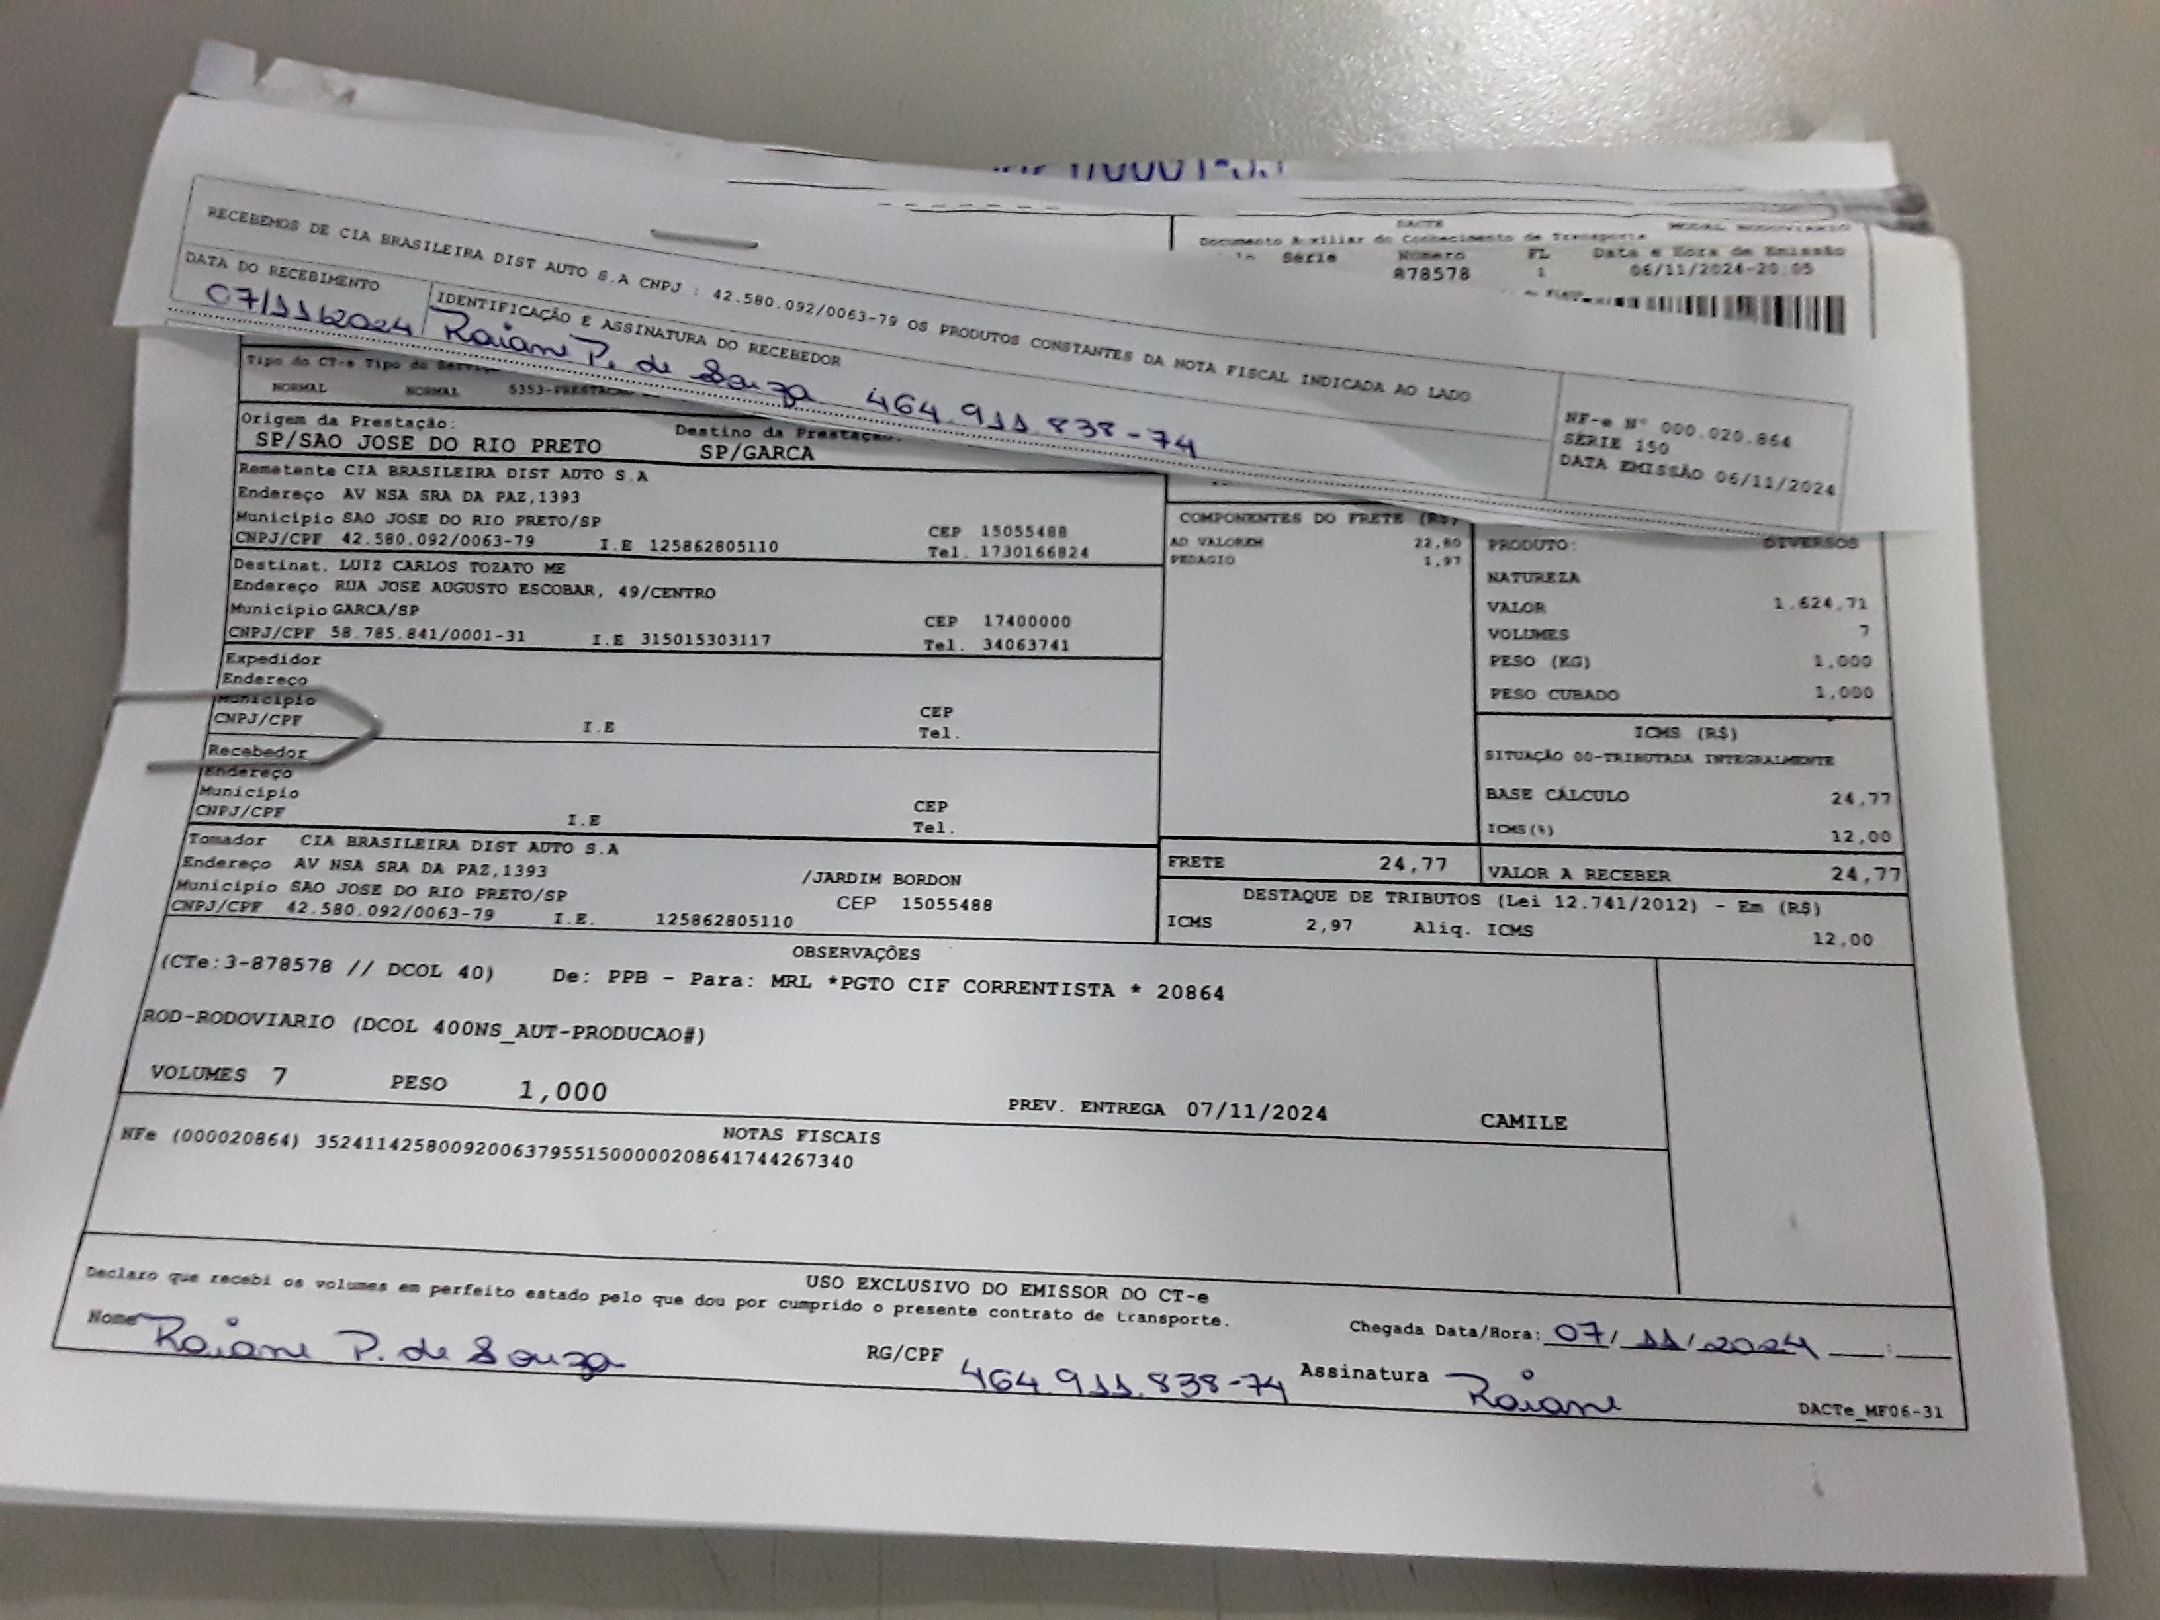 RECEBEMOS DE CIA BRASILEIRA DIST AUTO S.A CNPJ : 42.580.092/0063-79 OS PRODUTOS CONSTANTES DA NOTA FISCAL INDICADA AO LADO
DATA DO RECEBIMENTO
07/11/2024
IDENTIFICAÇÃO E ASSINATURA DO RECEBEDOR
Raiane P. de Souza 464.911.838-74
NF-e Nº 000.020.864
SÉRIE 150
DATA EMISSÃO 06/11/2024
DACTE MODAL RODOVIARIO
Documento Auxiliar do Conhecimento de Transporte
Série Número FL Data e Hora de Emissão
878578 1 06/11/2024-20:05
Tipo do CT-e Tipo do Serviço
NORMAL NORMAL
Origem da Prestação: Destino da Prestação:
SP/SAO JOSE DO RIO PRETO SP/GARCA
Remetente CIA BRASILEIRA DIST AUTO S.A
Endereço AV NSA SRA DA PAZ,1393
Município SAO JOSE DO RIO PRETO/SP CEP 15055488
CNPJ/CPF 42.580.092/0063-79 I.E 125862805110 Tel. 1730166824
Destinat. LUIZ CARLOS TOZATO ME
Endereço RUA JOSE AUGUSTO ESCOBAR, 49/CENTRO
Município GARCA/SP CEP 17400000
CNPJ/CPF 58.785.841/0001-31 I.E 315015303117 Tel. 34063741
Expedidor
Endereço
Município CEP
CNPJ/CPF I.E Tel.
Recebedor
Endereço
Município CEP
CNPJ/CPF I.E Tel.
Tomador CIA BRASILEIRA DIST AUTO S.A
Endereço AV NSA SRA DA PAZ,1393 /JARDIM BORDON
Município SAO JOSE DO RIO PRETO/SP CEP 15055488
CNPJ/CPF 42.580.092/0063-79 I.E. 125862805110
COMPONENTES DO FRETE (R$)
AD VALOREM 22,80
PEDAGIO 1,97
PRODUTO: DIVERSOS
NATUREZA
VALOR 1.624,71
VOLUMES 7
PESO (KG) 1,000
PESO CUBADO 1,000
ICMS (R$)
SITUAÇÃO 00-TRIBUTADA INTEGRALMENTE
BASE CÁLCULO 24,77
ICMS(%) 12,00
FRETE 24,77 VALOR A RECEBER 24,77
DESTAQUE DE TRIBUTOS (Lei 12.741/2012) - Em (R$)
ICMS 2,97 Aliq. ICMS 12,00
OBSERVAÇÕES
(CTe:3-878578 // DCOL 40) De: PPB - Para: MRL *PGTO CIF CORRENTISTA * 20864
ROD-RODOVIARIO (DCOL 400NS_AUT-PRODUCAO#)
VOLUMES 7 PESO 1,000 PREV. ENTREGA 07/11/2024 CAMILE
NOTAS FISCAIS
NFe (000020864) 35241142580092006379551500000208641744267340
USO EXCLUSIVO DO EMISSOR DO CT-e
Declaro que recebi os volumes em perfeito estado pelo que dou por cumprido o presente contrato de transporte.
Chegada Data/Hora: 07/11/2024 ___:___
Nome Raiane P. de Souza RG/CPF 464.911.838-74 Assinatura Raiane
DACTe_MF06-31